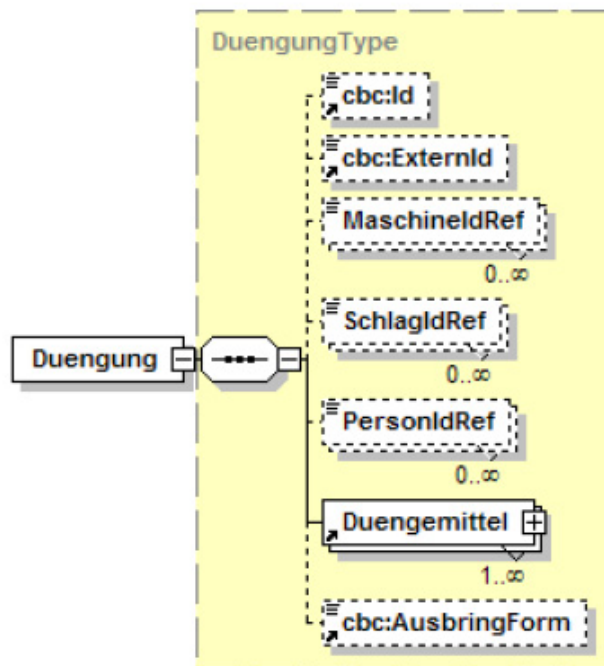 DuengungType
cbc:Id
cbc:ExternId
MaschineIdRef
0..∞
SchlagIdRef
0..∞
Duengung
PersonIdRef
0..∞
Duengemittel
1..∞
cbc:AusbringForm